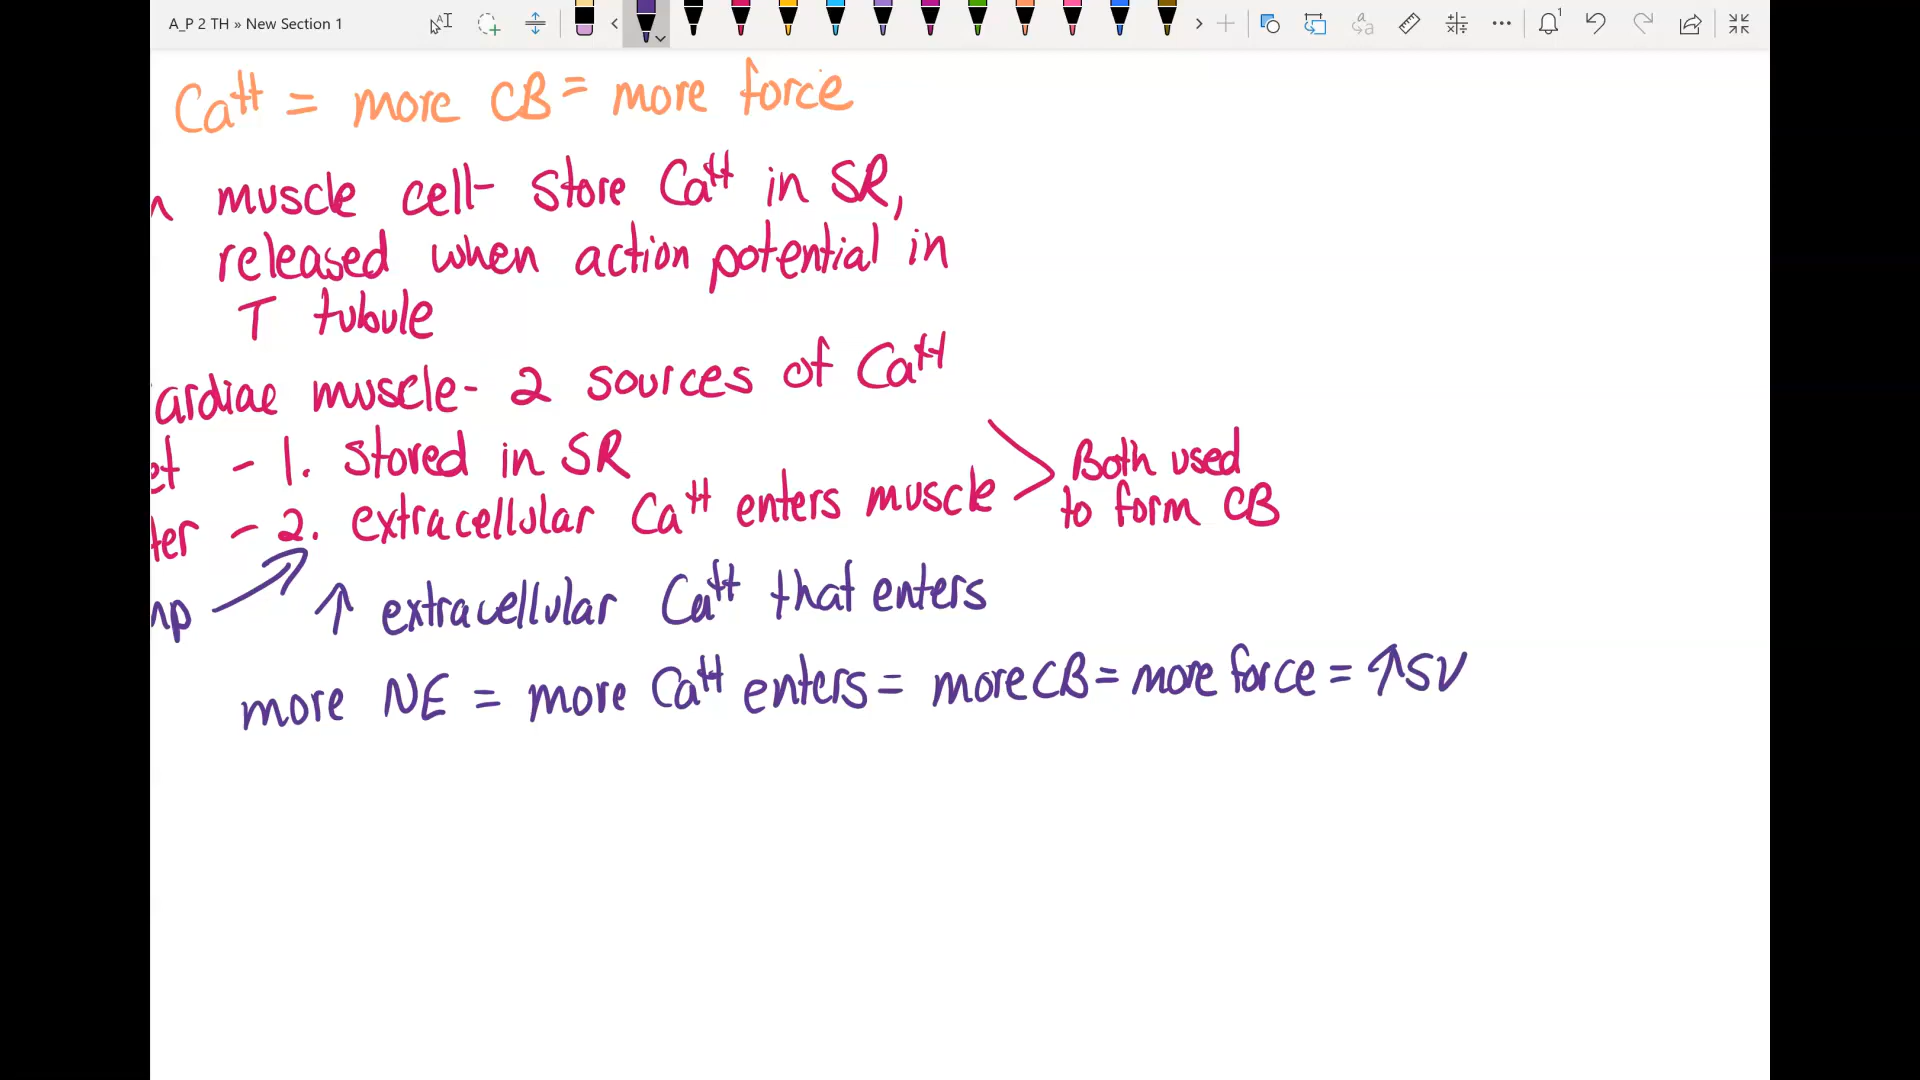 A_P 2 TH » New Section 1
Ca++ = more CB = more force
muscle cell- store Ca++ in SR,
released when action potential in
T tubule
ardiac muscle- 2 sources of Ca++
et - 1. stored in SR
ter - 2. extracellular Ca++ enters muscle
Both used
to form CB
mp ↑ extracellular Ca++ that enters
more NE = more Ca++ enters = more CB = more force = ↑SV